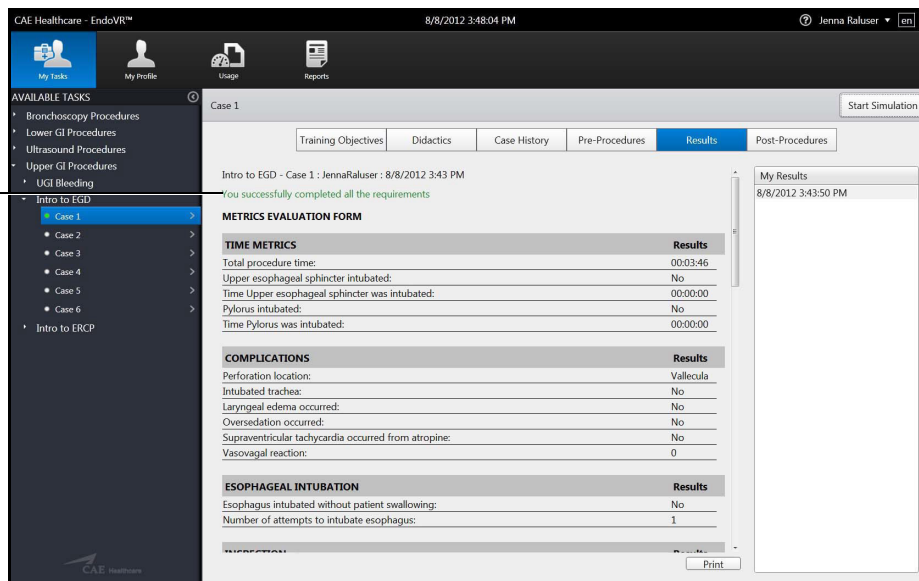 CAE Healthcare - EndoVR™ 8/8/2012 3:48:04 PM Jenna Raluser en
My Tasks My Profile Usage Reports
AVAILABLE TASKS
Bronchoscopy Procedures
Lower GI Procedures
Ultrasound Procedures
Upper GI Procedures
UGI Bleeding
Intro to EGD
Case 1
Case 2
Case 3
Case 4
Case 5
Case 6
Intro to ERCP
CAE Healthcare
Case 1 Start Simulation
Training Objectives Didactics Case History Pre-Procedures Results Post-Procedures
Intro to EGD - Case 1 : JennaRaluser : 8/8/2012 3:43 PM
You successfully completed all the requirements
METRICS EVALUATION FORM
TIME METRICS Results
Total procedure time: 00:03:46
Upper esophageal sphincter intubated: No
Time Upper esophageal sphincter was intubated: 00:00:00
Pylorus intubated: No
Time Pylorus was intubated: 00:00:00
COMPLICATIONS Results
Perforation location: Vallecula
Intubated trachea: No
Laryngeal edema occurred: No
Oversedation occurred: No
Supraventricular tachycardia occurred from atropine: No
Vasovagal reaction: 0
ESOPHAGEAL INTUBATION Results
Esophagus intubated without patient swallowing: No
Number of attempts to intubate esophagus: 1
INSPECTION Results
Print
My Results
8/8/2012 3:43:50 PM